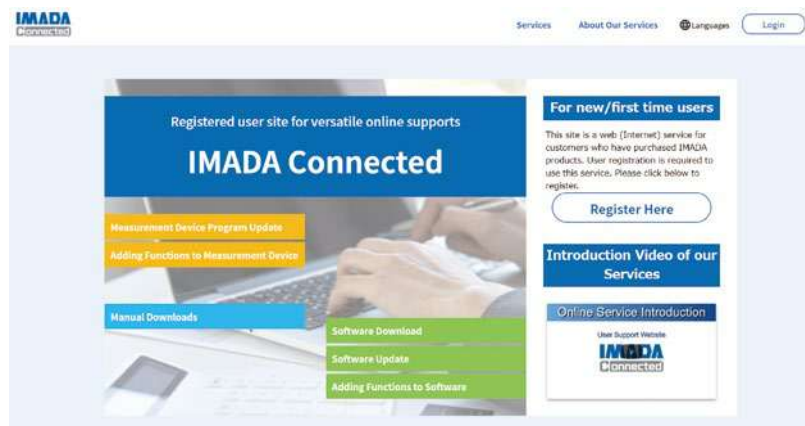 IMADA
Connected
Services
About Our Services
Languages
Login
Registered user site for versatile online supports
IMADA Connected
Measurement Device Program Update
Adding Functions to Measurement Device
Manual Downloads
Software Download
Software Update
Adding Functions to Software
For new/first time users
This site is a web (Internet) service for
customers who have purchased IMADA
products. User registration is required to
use this service. Please click below to
register.
Register Here
Introduction Video of our
Services
Online Service Introduction
User Support Website
IMADA
Connected